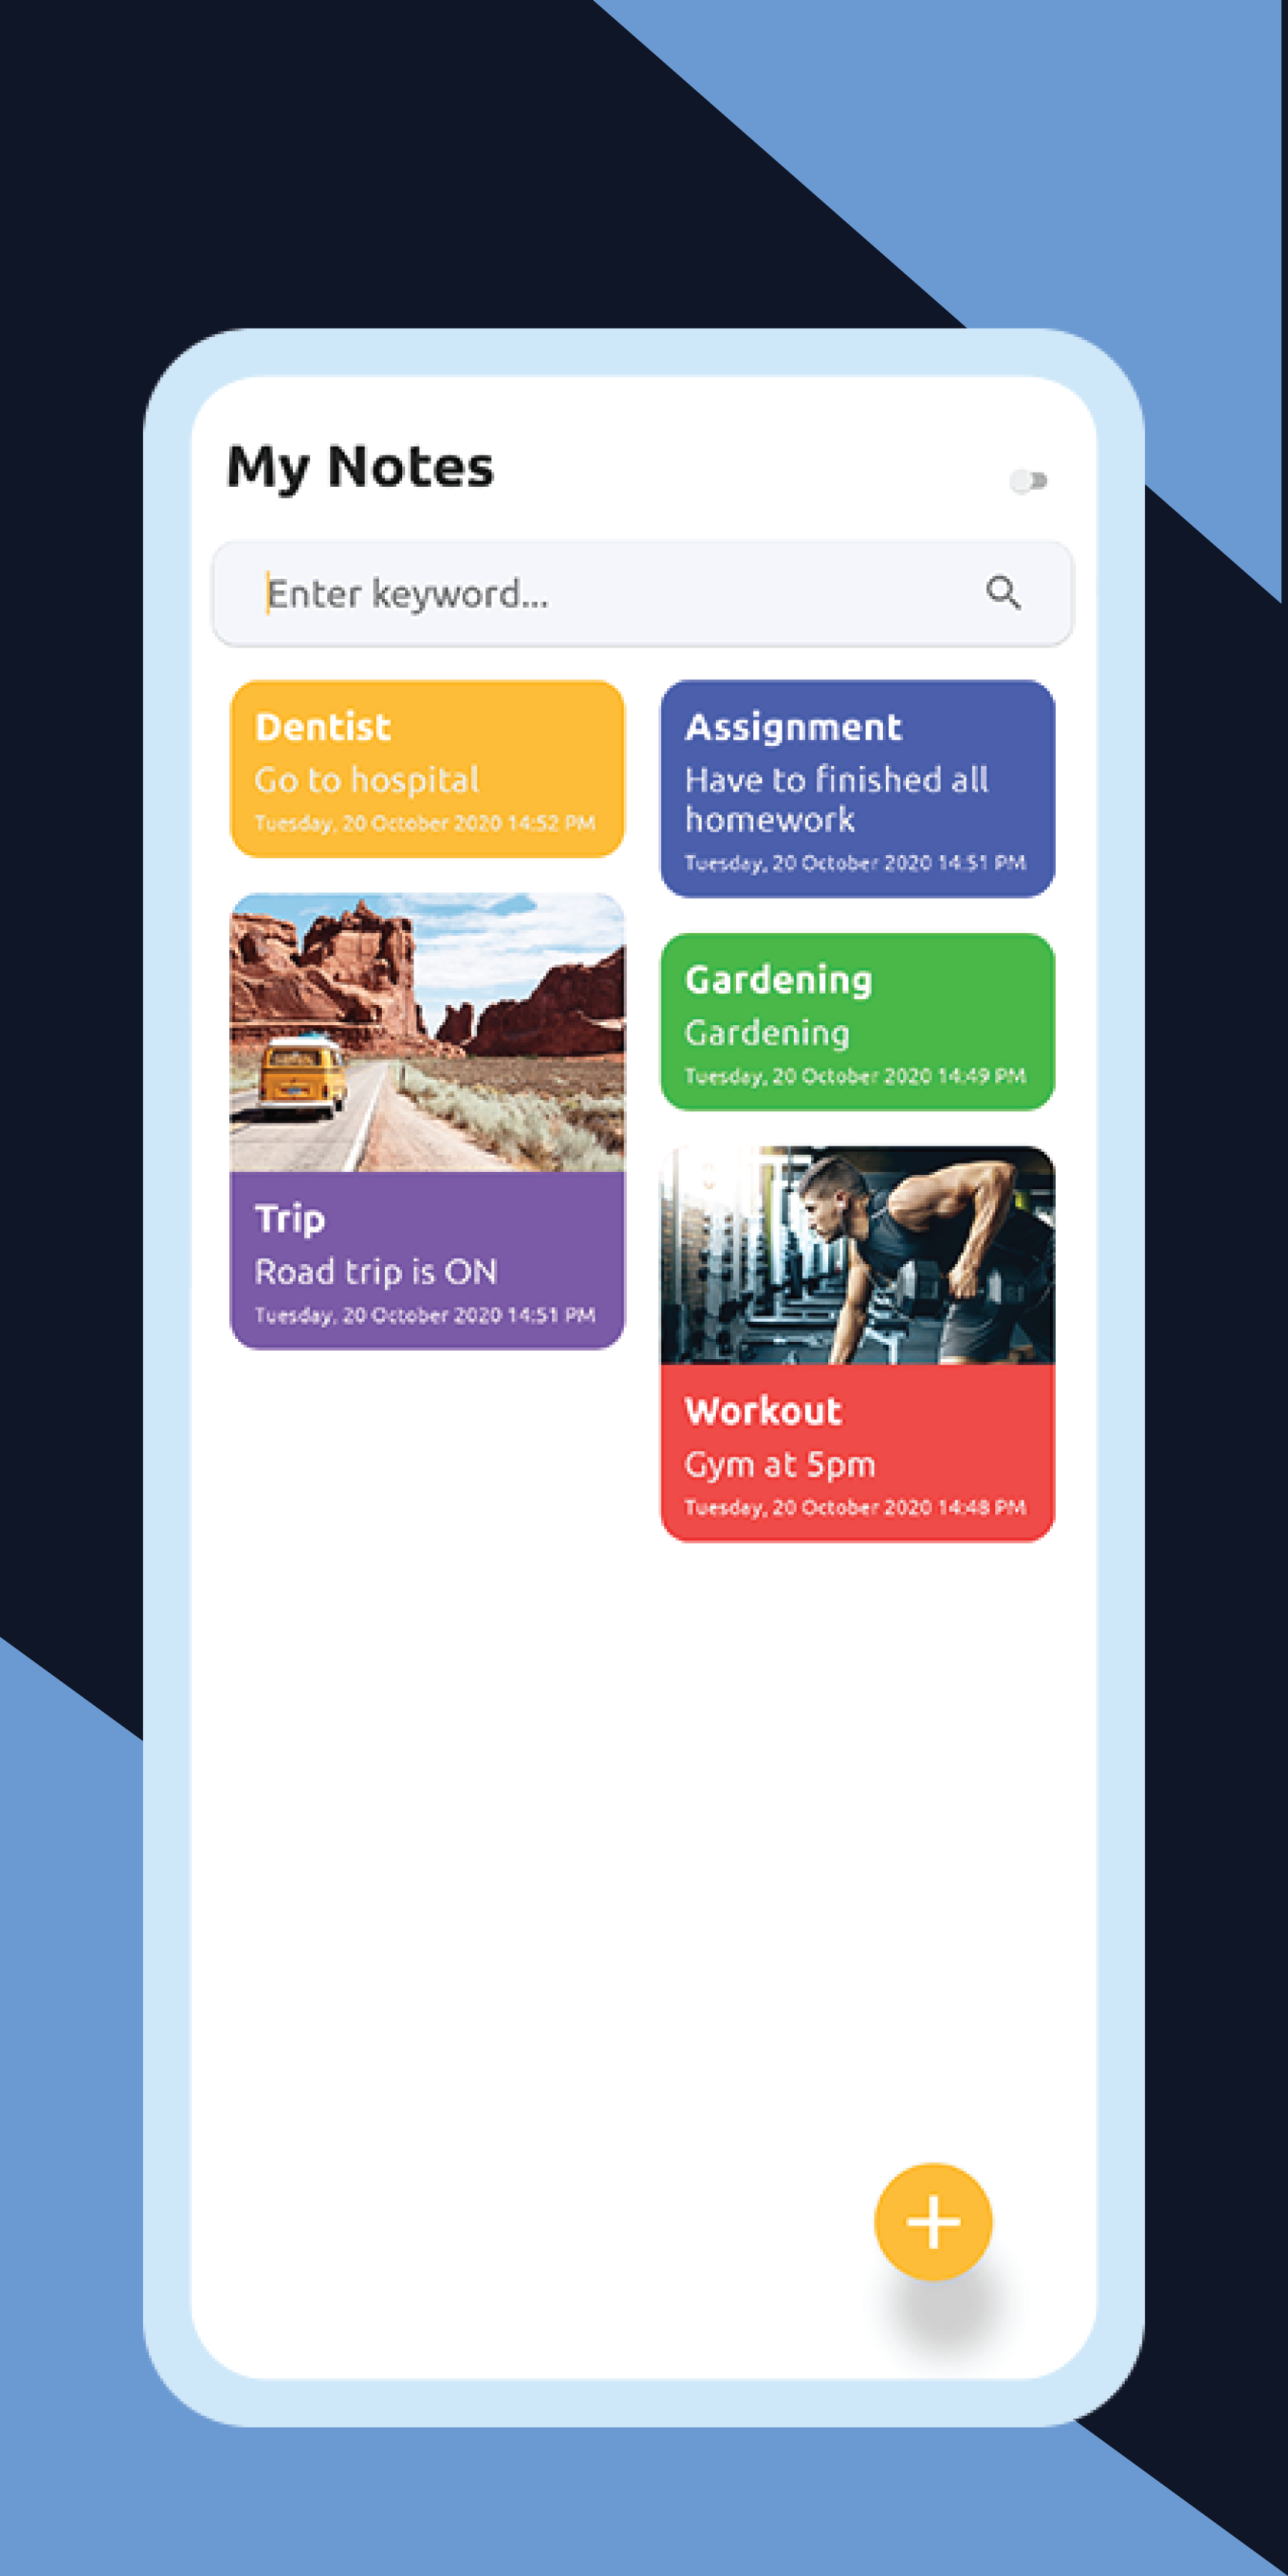 My Notes
Enter keyword...
Dentist
Go to hospital
Tuesday, 20 October 2020 14:52 PM
Trip
Road trip is ON
Tuesday, 20 October 2020 14:51 PM
Assignment
Have to finished all
homework
Tuesday, 20 October 2020 14:51 PM
Gardening
Gardening
Tuesday, 20 October 2020 14:49 PM
Workout
Gym at 5pm
Tuesday, 20 October 2020 14:48 PM